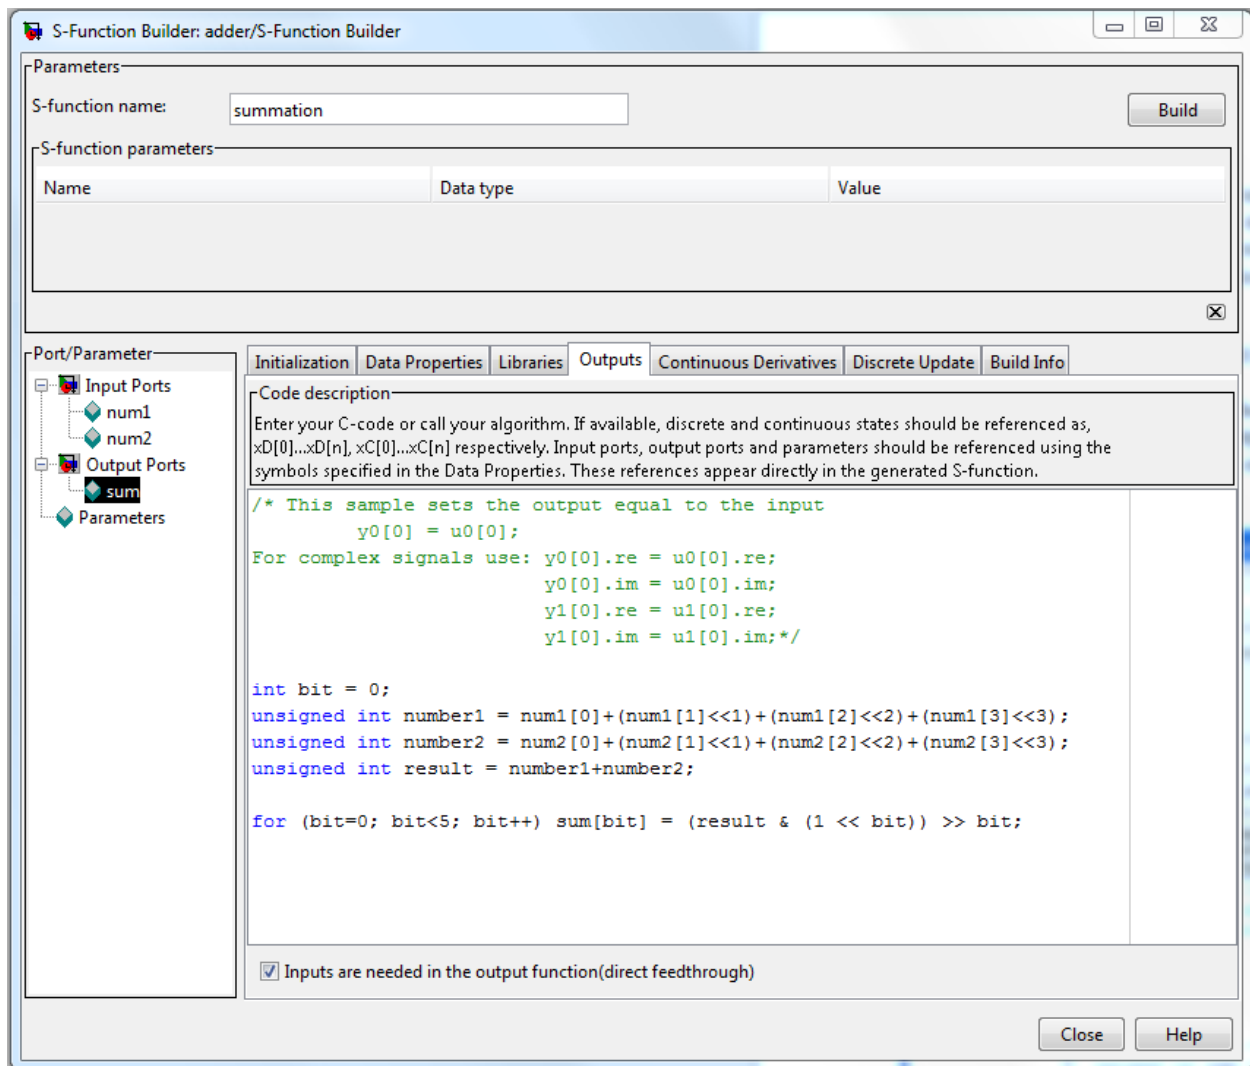 S-Function Builder: adder/S-Function Builder
Parameters
S-function name:
summation
Build
S-function parameters
Name Data type Value
Port/Parameter
Input Ports
num1
num2
Output Ports
sum
Parameters
Initialization Data Properties Libraries Outputs Continuous Derivatives Discrete Update Build Info
Code description
Enter your C-code or call your algorithm. If available, discrete and continuous states should be referenced as,
xD[0]...xD[n], xC[0]...xC[n] respectively. Input ports, output ports and parameters should be referenced using the
symbols specified in the Data Properties. These references appear directly in the generated S-function.
/* This sample sets the output equal to the input
y0[0] = u0[0];
For complex signals use: y0[0].re = u0[0].re;
y0[0].im = u0[0].im;
y1[0].re = u1[0].re;
y1[0].im = u1[0].im;*/
int bit = 0;
unsigned int number1 = num1[0]+(num1[1]<<1)+(num1[2]<<2)+(num1[3]<<3);
unsigned int number2 = num2[0]+(num2[1]<<1)+(num2[2]<<2)+(num2[3]<<3);
unsigned int result = number1+number2;
for (bit=0; bit<5; bit++) sum[bit] = (result & (1 << bit)) >> bit;
Inputs are needed in the output function(direct feedthrough)
Close
Help